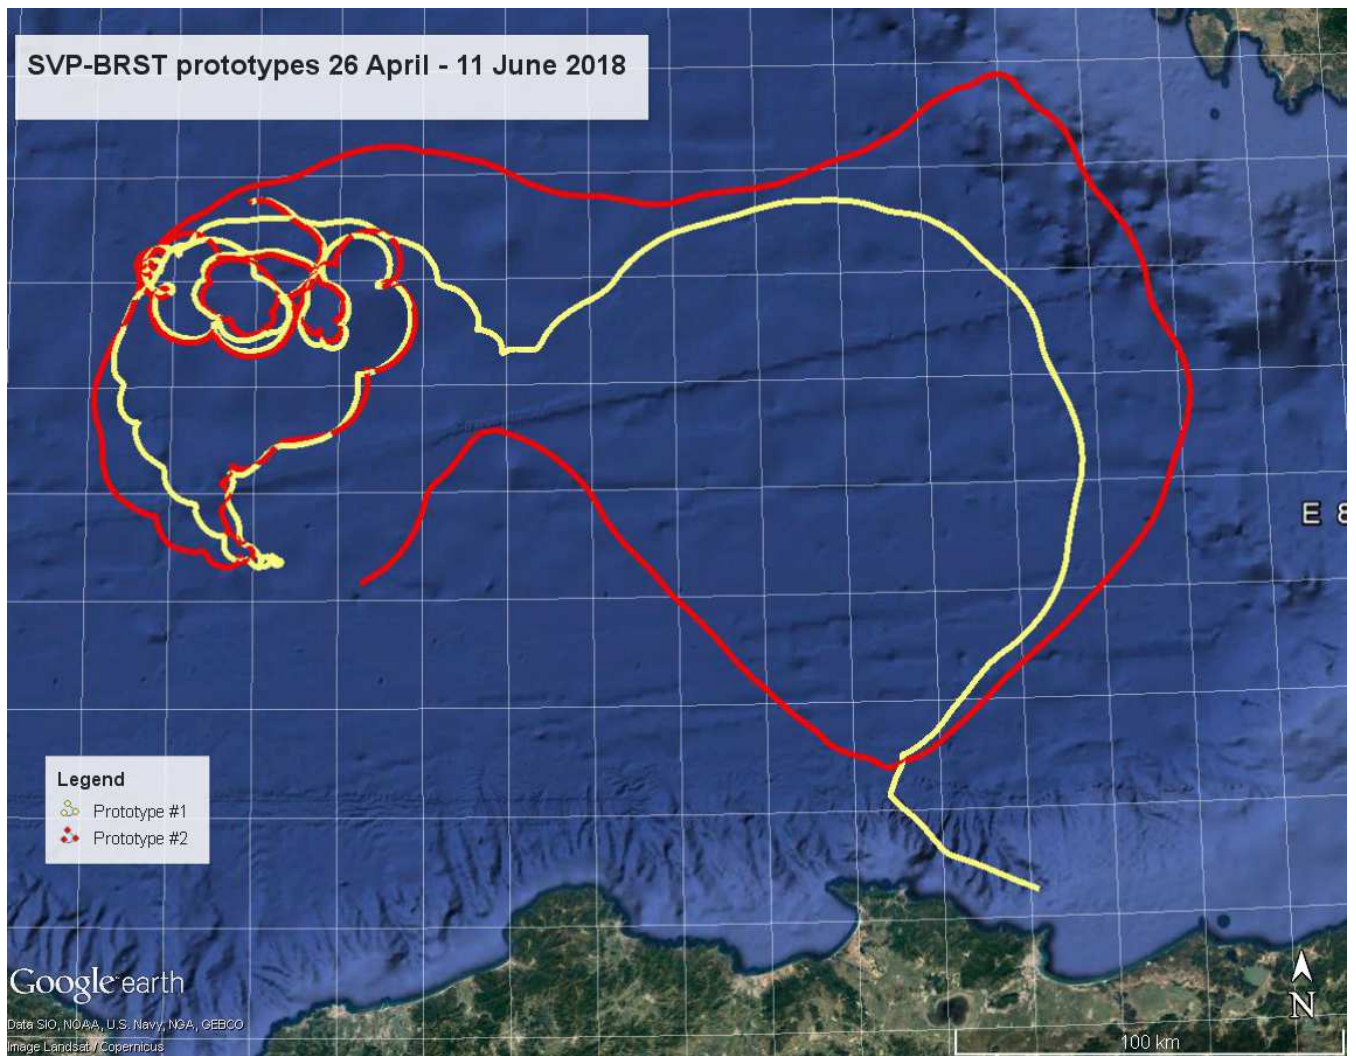 SVP-BRST prototypes 26 April - 11 June 2018
E 8
Legend
Prototype #1
Prototype #2
Google earth
Data SIO, NOAA, U.S. Navy, NGA, GEBCO
Image Landsat / Copernicus
N
100 km